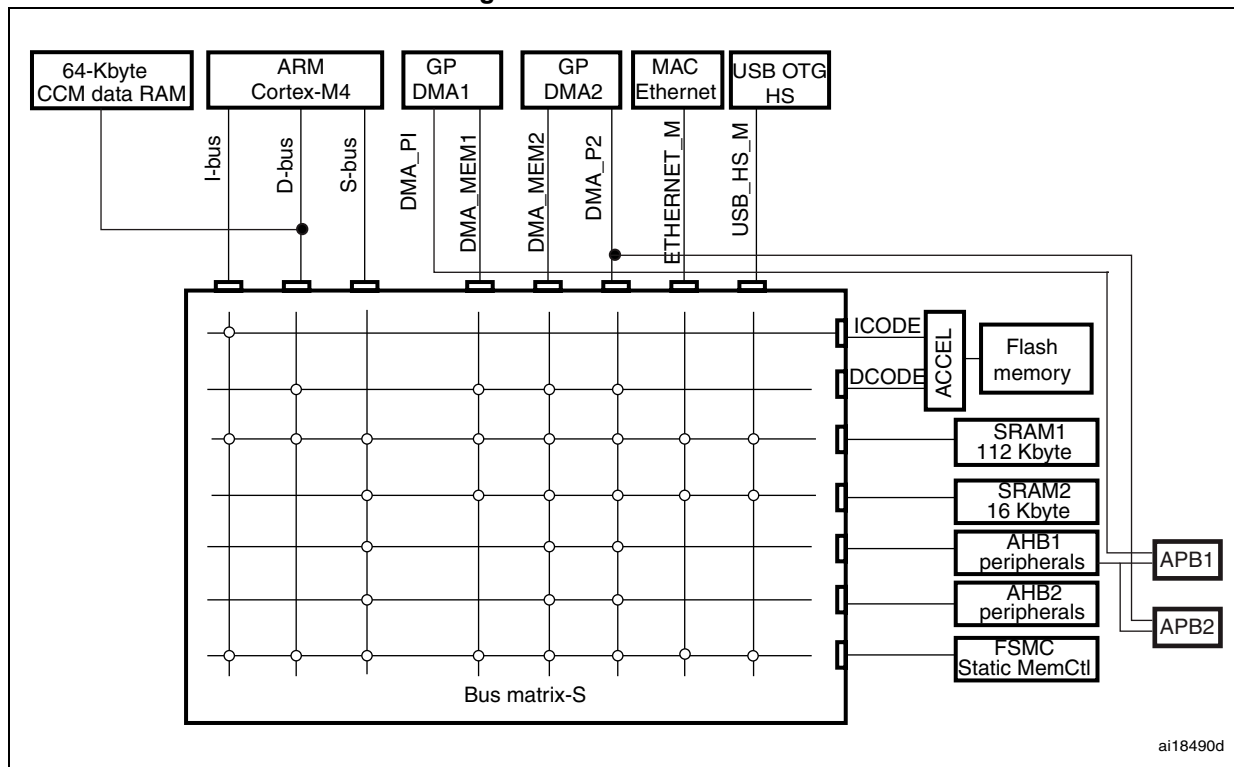 64-Kbyte
CCM data RAM
ARM
Cortex-M4
GP
DMA1
GP
DMA2
MAC
Ethernet
USB OTG
HS
I-bus
D-bus
S-bus
DMA_PI
DMA_MEM1
DMA_MEM2
DMA_P2
ETHERNET_M
USB_HS_M
ICODE
DCODE
ACCEL
Flash
memory
SRAM1
112 Kbyte
SRAM2
16 Kbyte
AHB1
peripherals
AHB2
peripherals
FSMC
Static MemCtl
APB1
APB2
Bus matrix-S
ai18490d